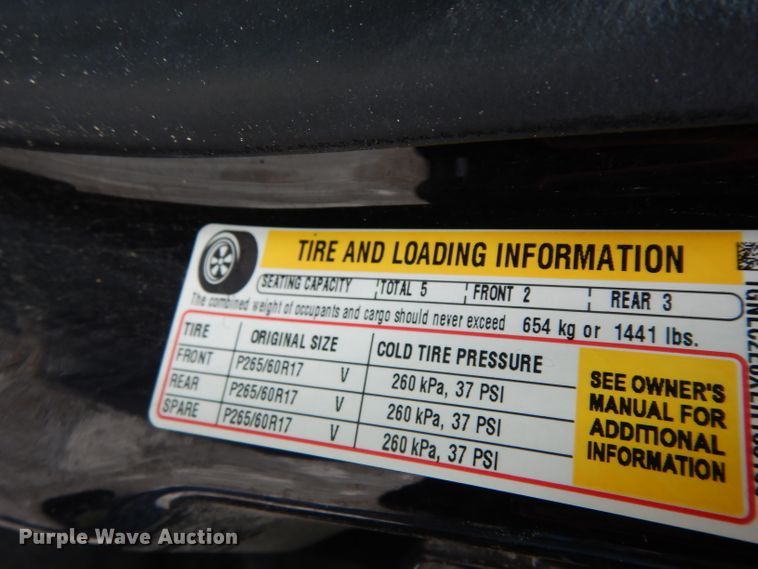 TIRE AND LOADING INFORMATION
SEATING CAPACITY TOTAL 5 FRONT 2 REAR 3
The combined weight of occupants and cargo should never exceed 654 kg or 1441 lbs.
TIRE ORIGINAL SIZE COLD TIRE PRESSURE
FRONT P265/60R17 V 260 kPa, 37 PSI
REAR P265/60R17 V 260 kPa, 37 PSI
SPARE P265/60R17 V 260 kPa, 37 PSI
SEE OWNER'S
MANUAL FOR
ADDITIONAL
INFORMATION
Purple Wave Auction